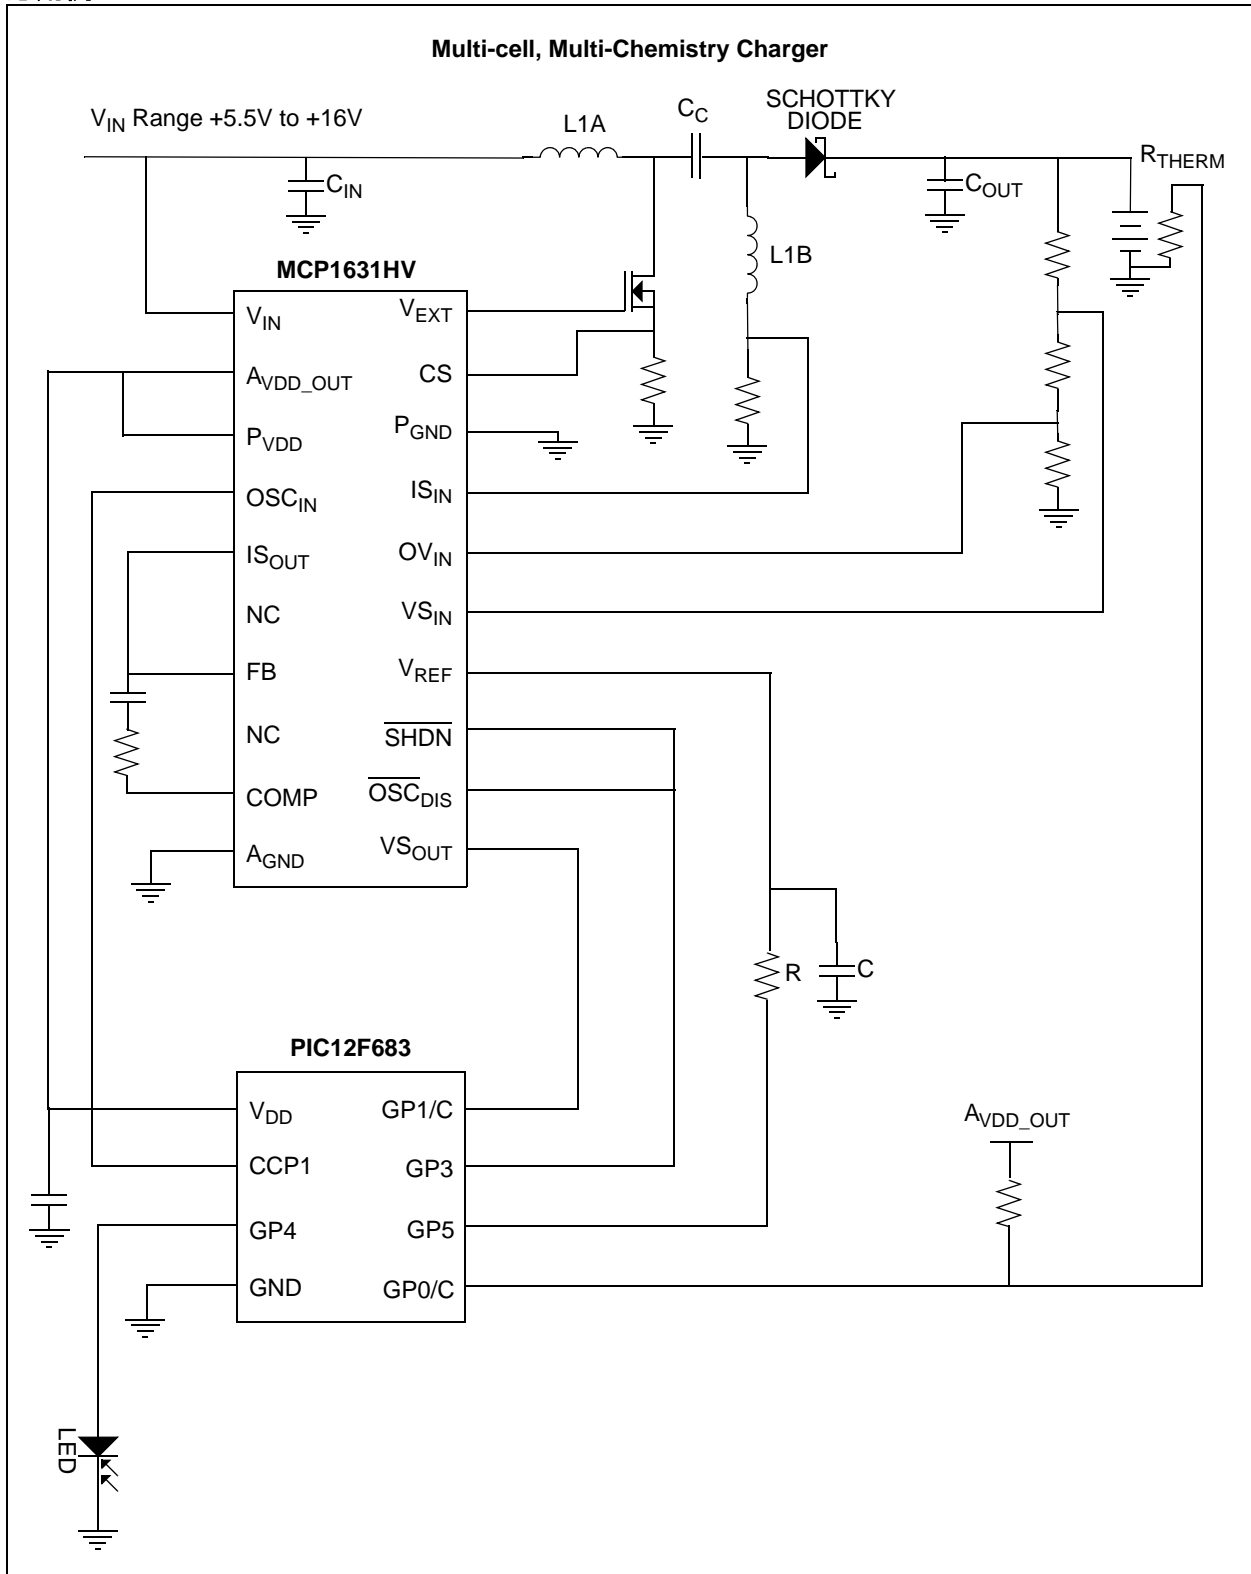 Multi-cell, Multi-Chemistry Charger
V_IN Range +5.5V to +16V
L1A
C_C
SCHOTTKY
DIODE
R_THERM
C_IN
C_OUT
L1B
MCP1631HV
V_IN
V_EXT
A_VDD_OUT
CS
P_VDD
P_GND
OSC_IN
IS_IN
IS_OUT
OV_IN
NC
VS_IN
FB
V_REF
NC
SHDN
COMP
OSC_DIS
A_GND
VS_OUT
R
C
PIC12F683
V_DD
GP1/C
A_VDD_OUT
CCP1
GP3
GP4
GP5
GND
GP0/C
LED